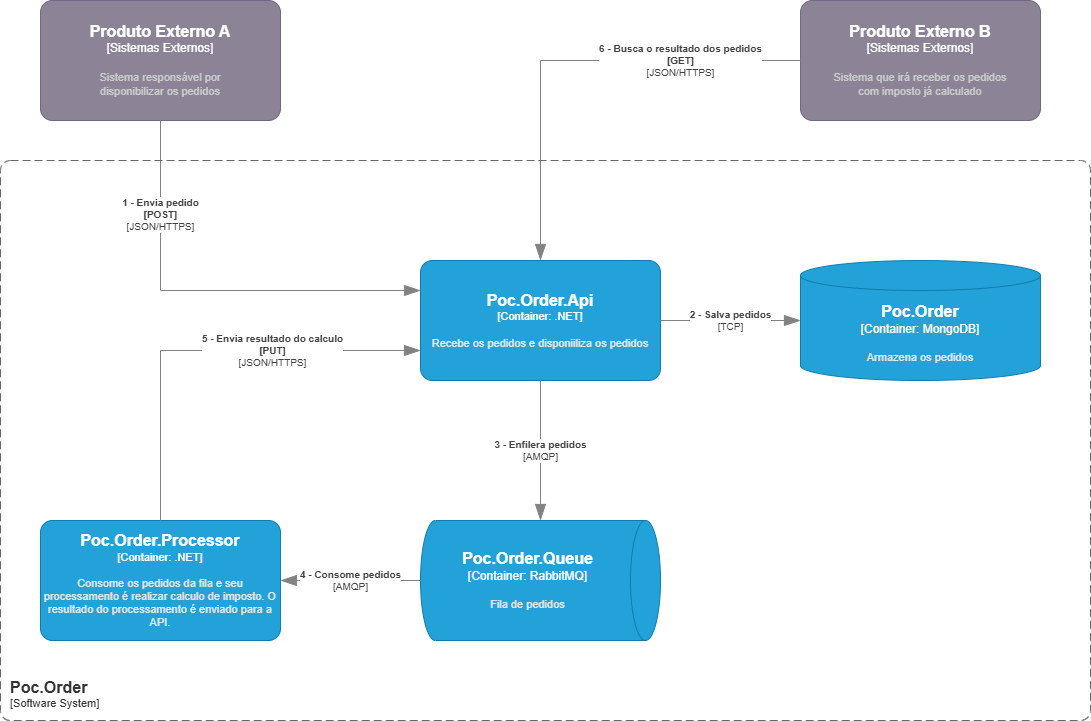 Produto Externo A
[Sistemas Externos]
Sistema responsável por
disponibilizar os pedidos
Produto Externo B
[Sistemas Externos]
Sistema que irá receber os pedidos
com imposto já calculado
6 - Busca o resultado dos pedidos
[GET]
[JSON/HTTPS]
1 - Envia pedido
[POST]
[JSON/HTTPS]
Poc.Order.Api
[Container: .NET]
Recebe os pedidos e disponiiliza os pedidos
2 - Salva pedidos
[TCP]
Poc.Order
[Container: MongoDB]
Armazena os pedidos
5 - Envia resultado do calculo
[PUT]
[JSON/HTTPS]
3 - Enfilera pedidos
[AMQP]
Poc.Order.Processor
[Container: .NET]
Consome os pedidos da fila e seu
processamento é realizar calculo de imposto. O
resultado do processamento é enviado para a
API.
4 - Consome pedidos
[AMQP]
Poc.Order.Queue
[Container: RabbitMQ]
Fila de pedidos
Poc.Order
[Software System]